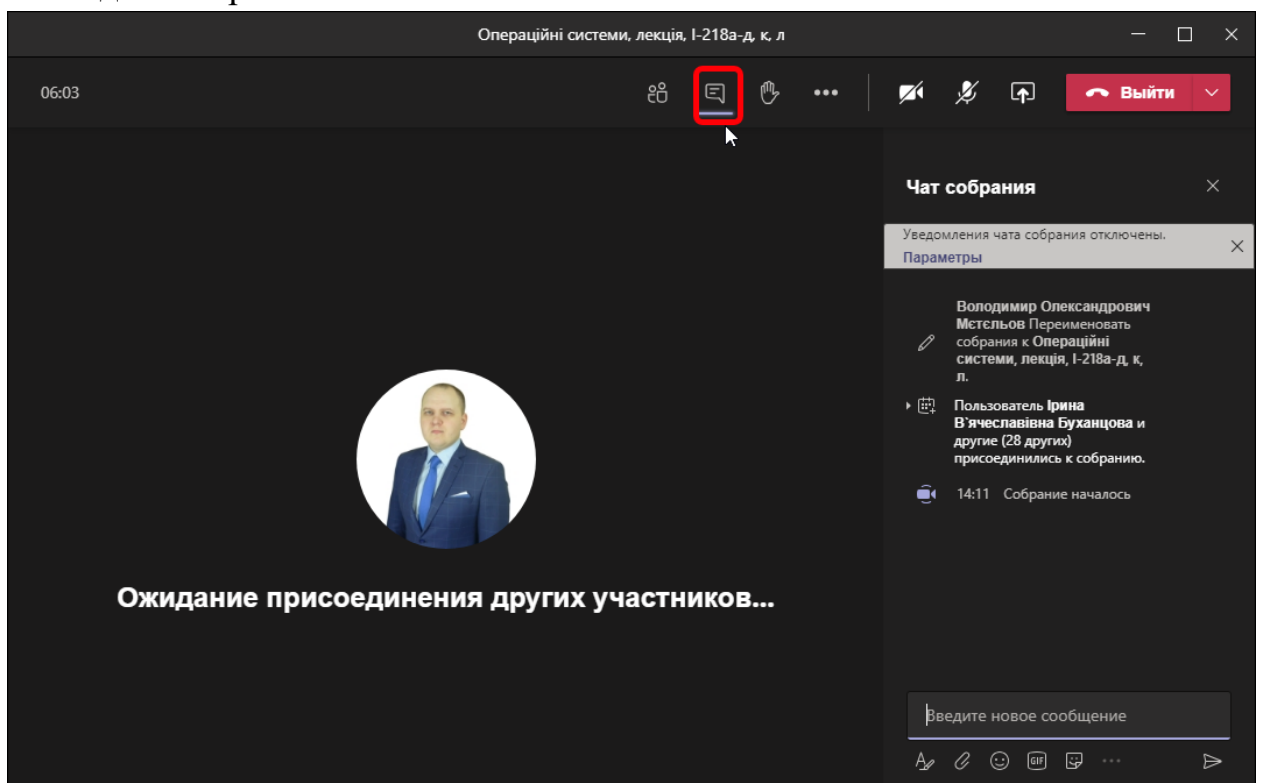 Операційні системи, лекція, І-218а-д, к, л
06:03
Выйти
Чат собрания
Уведомления чата собрания отключены.
Параметры
Володимир Олександрович
Мєтєльов Переименовать
собрания к Операційні
системи, лекція, І-218а-д, к,
л.
Пользователь Ірина
В`ячеславівна Буханцова и
другие (28 других)
присоединились к собранию.
14:11 Собрание началось
Ожидание присоединения других участников...
Введите новое сообщение
GIF